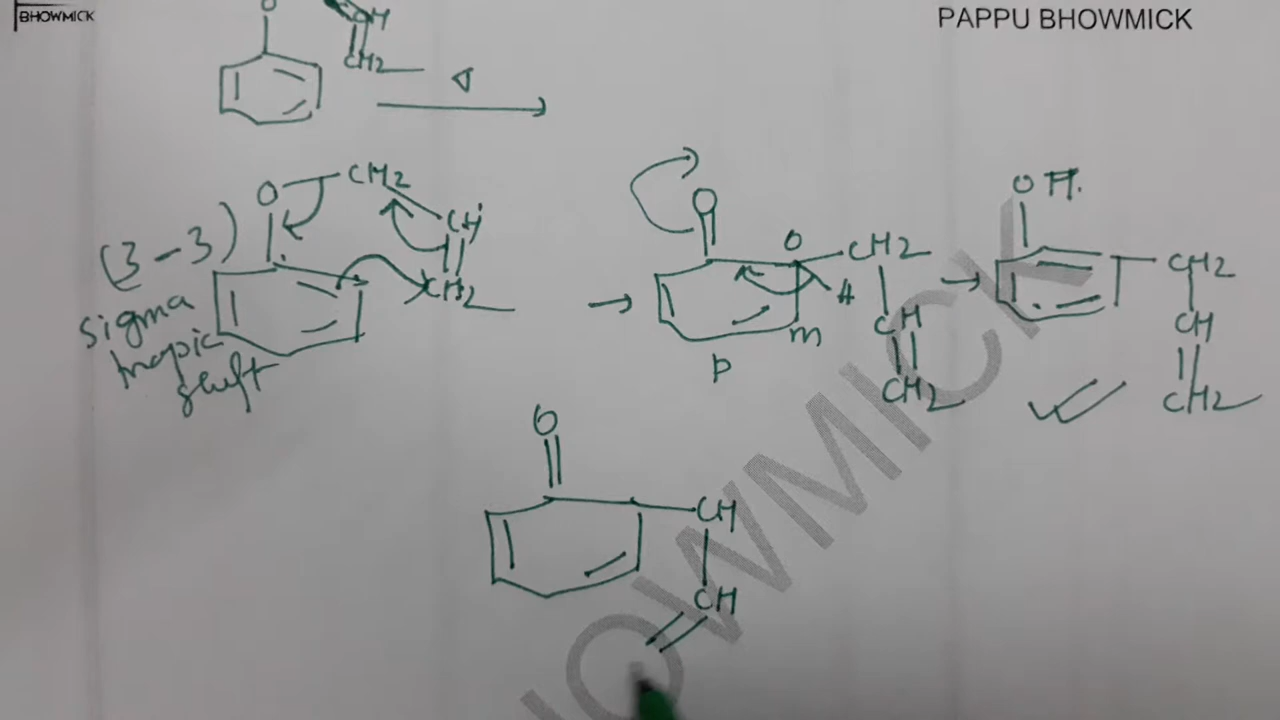 BHOWMICK
PAPPU BHOWMICK
O
CH
CH2
Δ
O CH2
CH
CH2
(3-3)
sigma
tropic
shift
O
o CH2
H
m
p
CH
CH2
OH.
CH2
CH
CH2
O
CH
CH
BHOWMICK